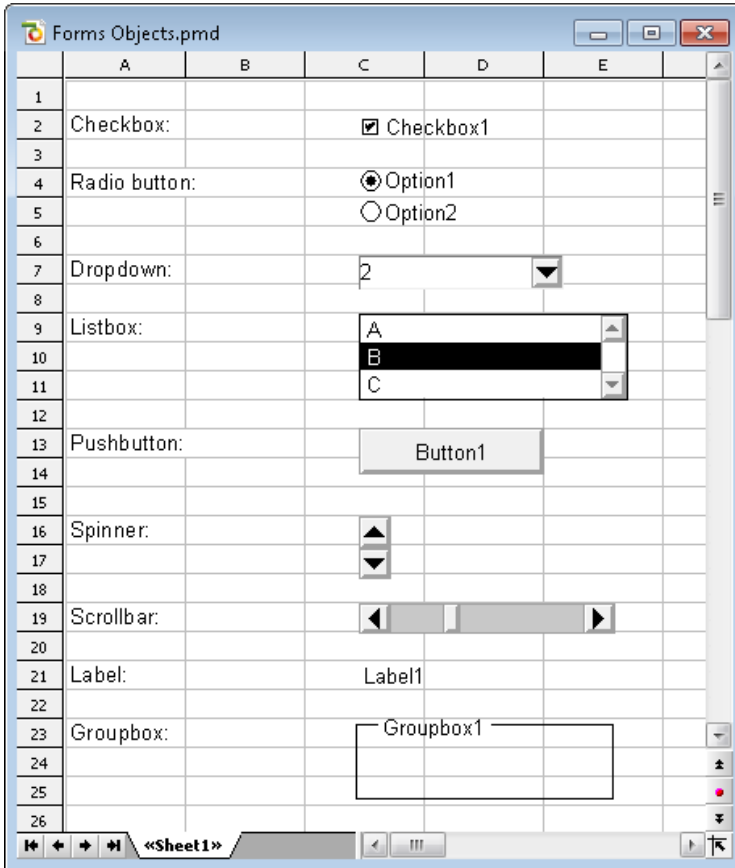 Forms Objects.pmd
A B C D E
1
2 Checkbox: Checkbox1
3
4 Radio button: Option1
5 Option2
6
7 Dropdown: 2
8
9 Listbox: A
10 B
11 C
12
13 Pushbutton: Button1
14
15
16 Spinner:
17
18
19 Scrollbar:
20
21 Label: Label1
22
23 Groupbox: Groupbox1
24
25
26
«Sheet1»